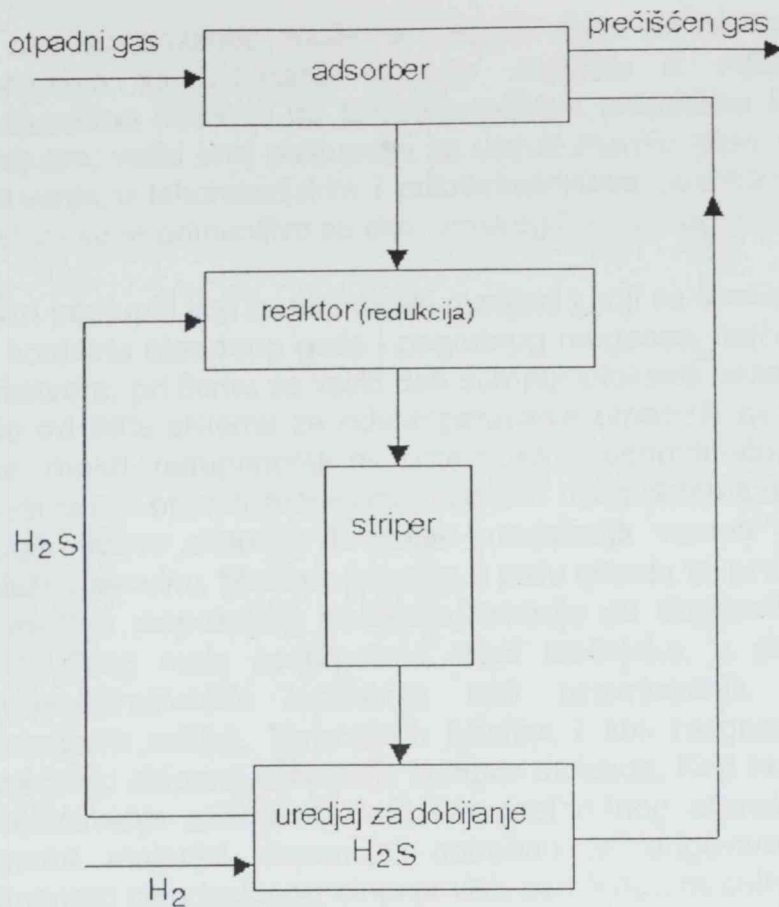 otpadni gas
prečišćen gas
adsorber
reaktor (redukcija)
H₂S
striper
uredjaj za dobijanje
H₂S
H₂